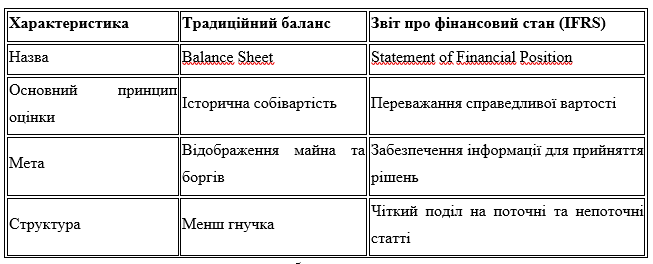 Характеристика Традиційний баланс Звіт про фінансовий стан (IFRS)
Назва Balance Sheet Statement of Financial Position
Основний принцип
оцінки
Історична собівартість Переважання справедливої вартості
Мета
Відображення майна та
боргів
Забезпечення інформації для прийняття
рішень
Структура Менш гнучка
Чіткий поділ на поточні та непоточні
статті